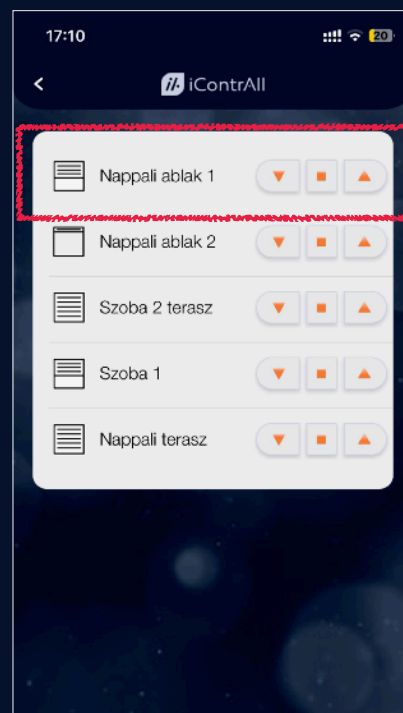 17:10
20
iContrAll
Nappali ablak 1
Nappali ablak 2
Szoba 2 terasz
Szoba 1
Nappali terasz